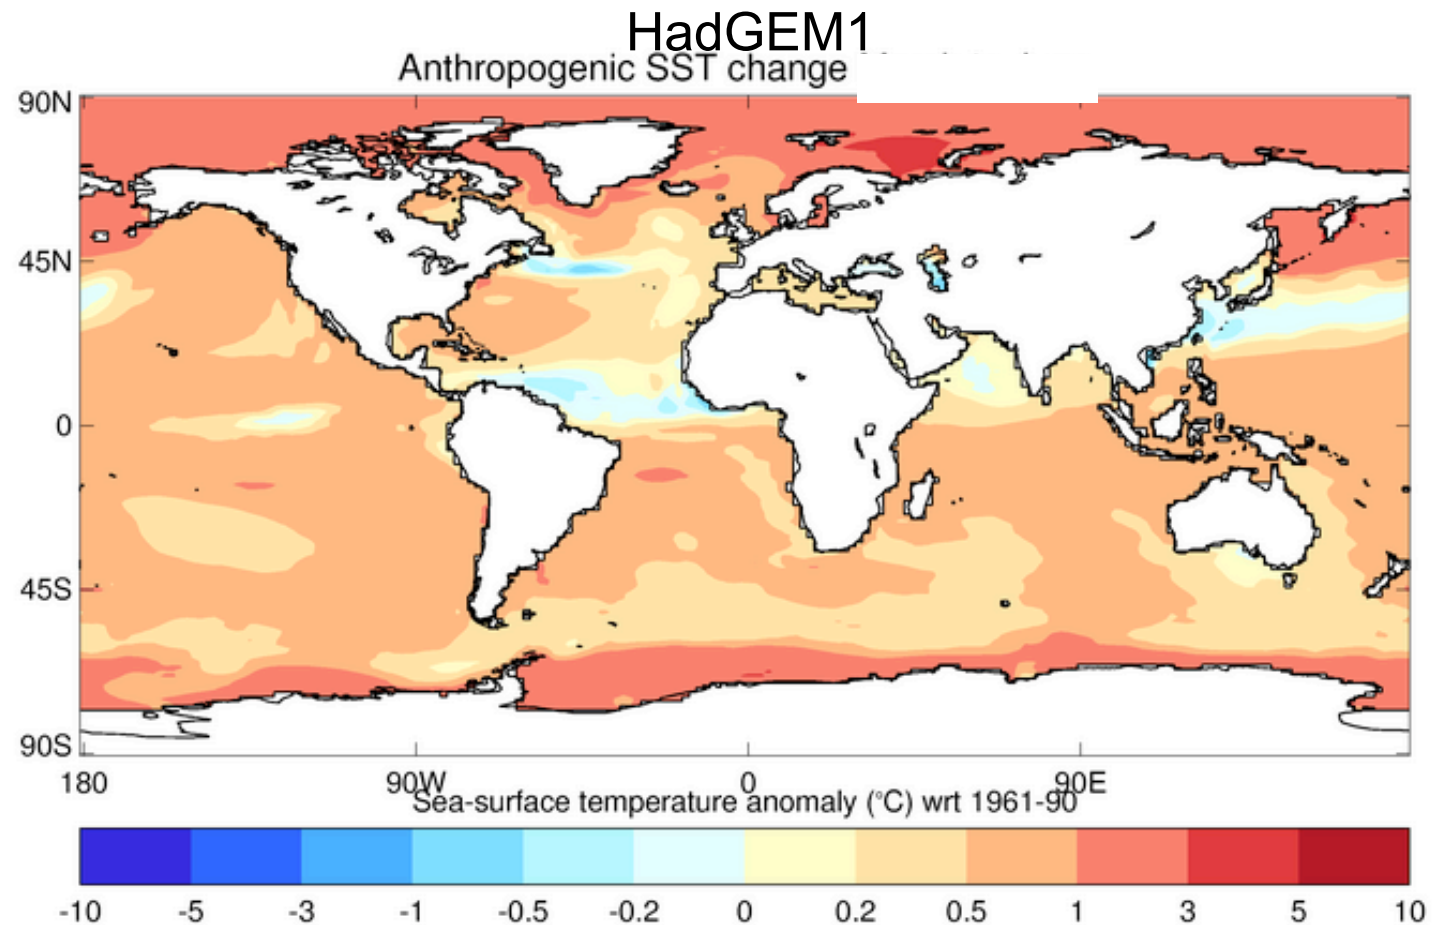 HadGEM1
Anthropogenic SST change
90N
45N
0
45S
90S
180 90W 0 90E
Sea-surface temperature anomaly (°C) wrt 1961-90
-10 -5 -3 -1 -0.5 -0.2 0 0.2 0.5 1 3 5 10